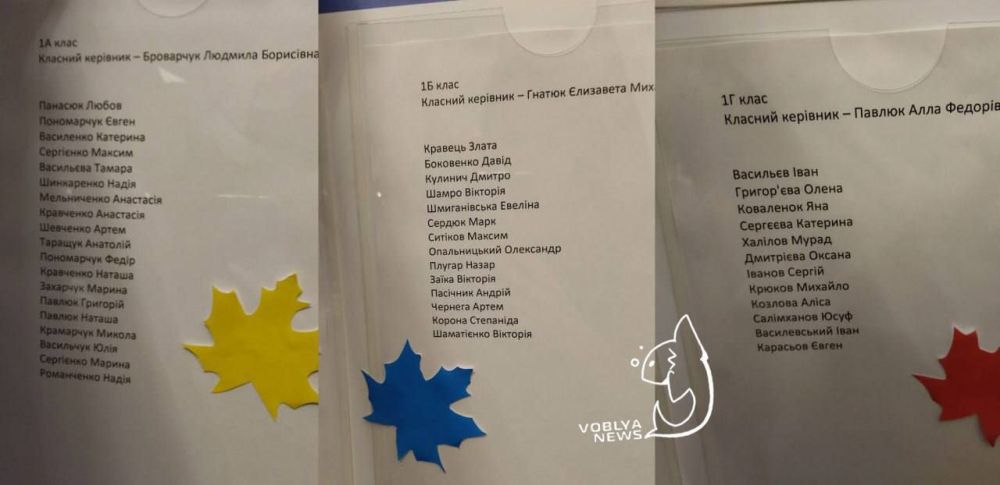 1А клас
Класний керівник – Броварчук Людмила Борисівна
Панасюк Любов
Пономарчук Євген
Василенко Катерина
Сергієнко Максим
Васильєва Тамара
Шинкаренко Надія
Мельниченко Анастасія
Кравченко Анастасія
Шевченко Артем
Таращук Анатолій
Пономарчук Федір
Кравченко Наташа
Захарчук Марина
Павлюк Григорій
Павлюк Наташа
Крамарчук Микола
Васильчук Юлія
Сергієнко Марина
Романченко Надія
1Б клас
Класний керівник – Гнатюк Єлизавета Миха
Кравець Злата
Боковенко Давід
Кулинич Дмитро
Шамро Вікторія
Шмиганівська Евеліна
Сердюк Марк
Ситіков Максим
Опальницький Олександр
Плугар Назар
Заїка Вікторія
Пасічник Андрій
Чернега Артем
Корона Степаніда
Шаматієнко Вікторія
1Г клас
Класний керівник – Павлюк Алла Федорів
Васильєв Іван
Григор'єва Олена
Коваленок Яна
Сергєєва Катерина
Халілов Мурад
Дмитрієва Оксана
Іванов Сергій
Крюков Михайло
Козлова Аліса
Салімханов Юсуф
Василевський Іван
Карасьов Євген
VOBLYA
NEWS